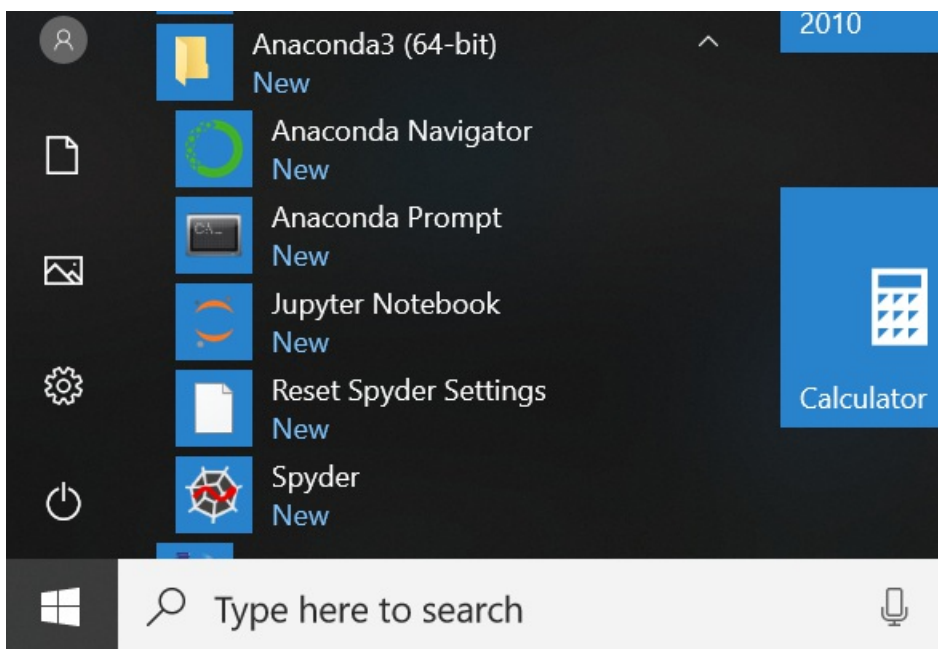 Anaconda3 (64-bit)
New
Anaconda Navigator
New
Anaconda Prompt
New
Jupyter Notebook
New
Reset Spyder Settings
New
Spyder
New
2010
Calculator
Type here to search